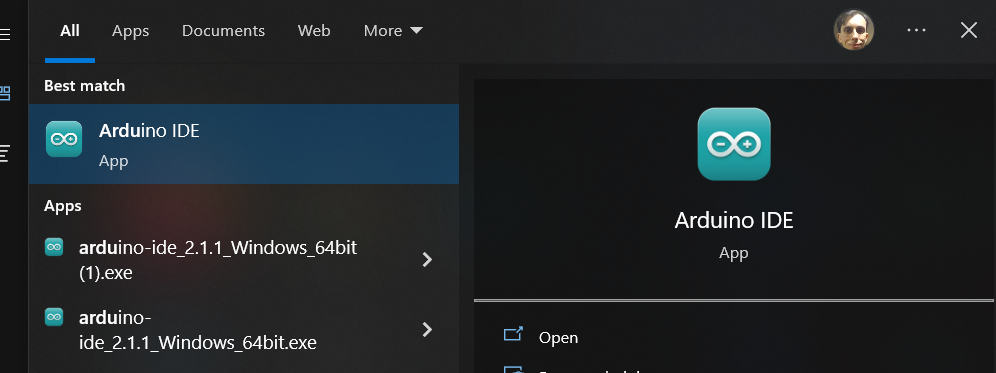 All Apps Documents Web More
Best match
Arduino IDE
App
Apps
arduino-ide_2.1.1_Windows_64bit
(1).exe
arduino-
ide_2.1.1_Windows_64bit.exe
Arduino IDE
App
Open